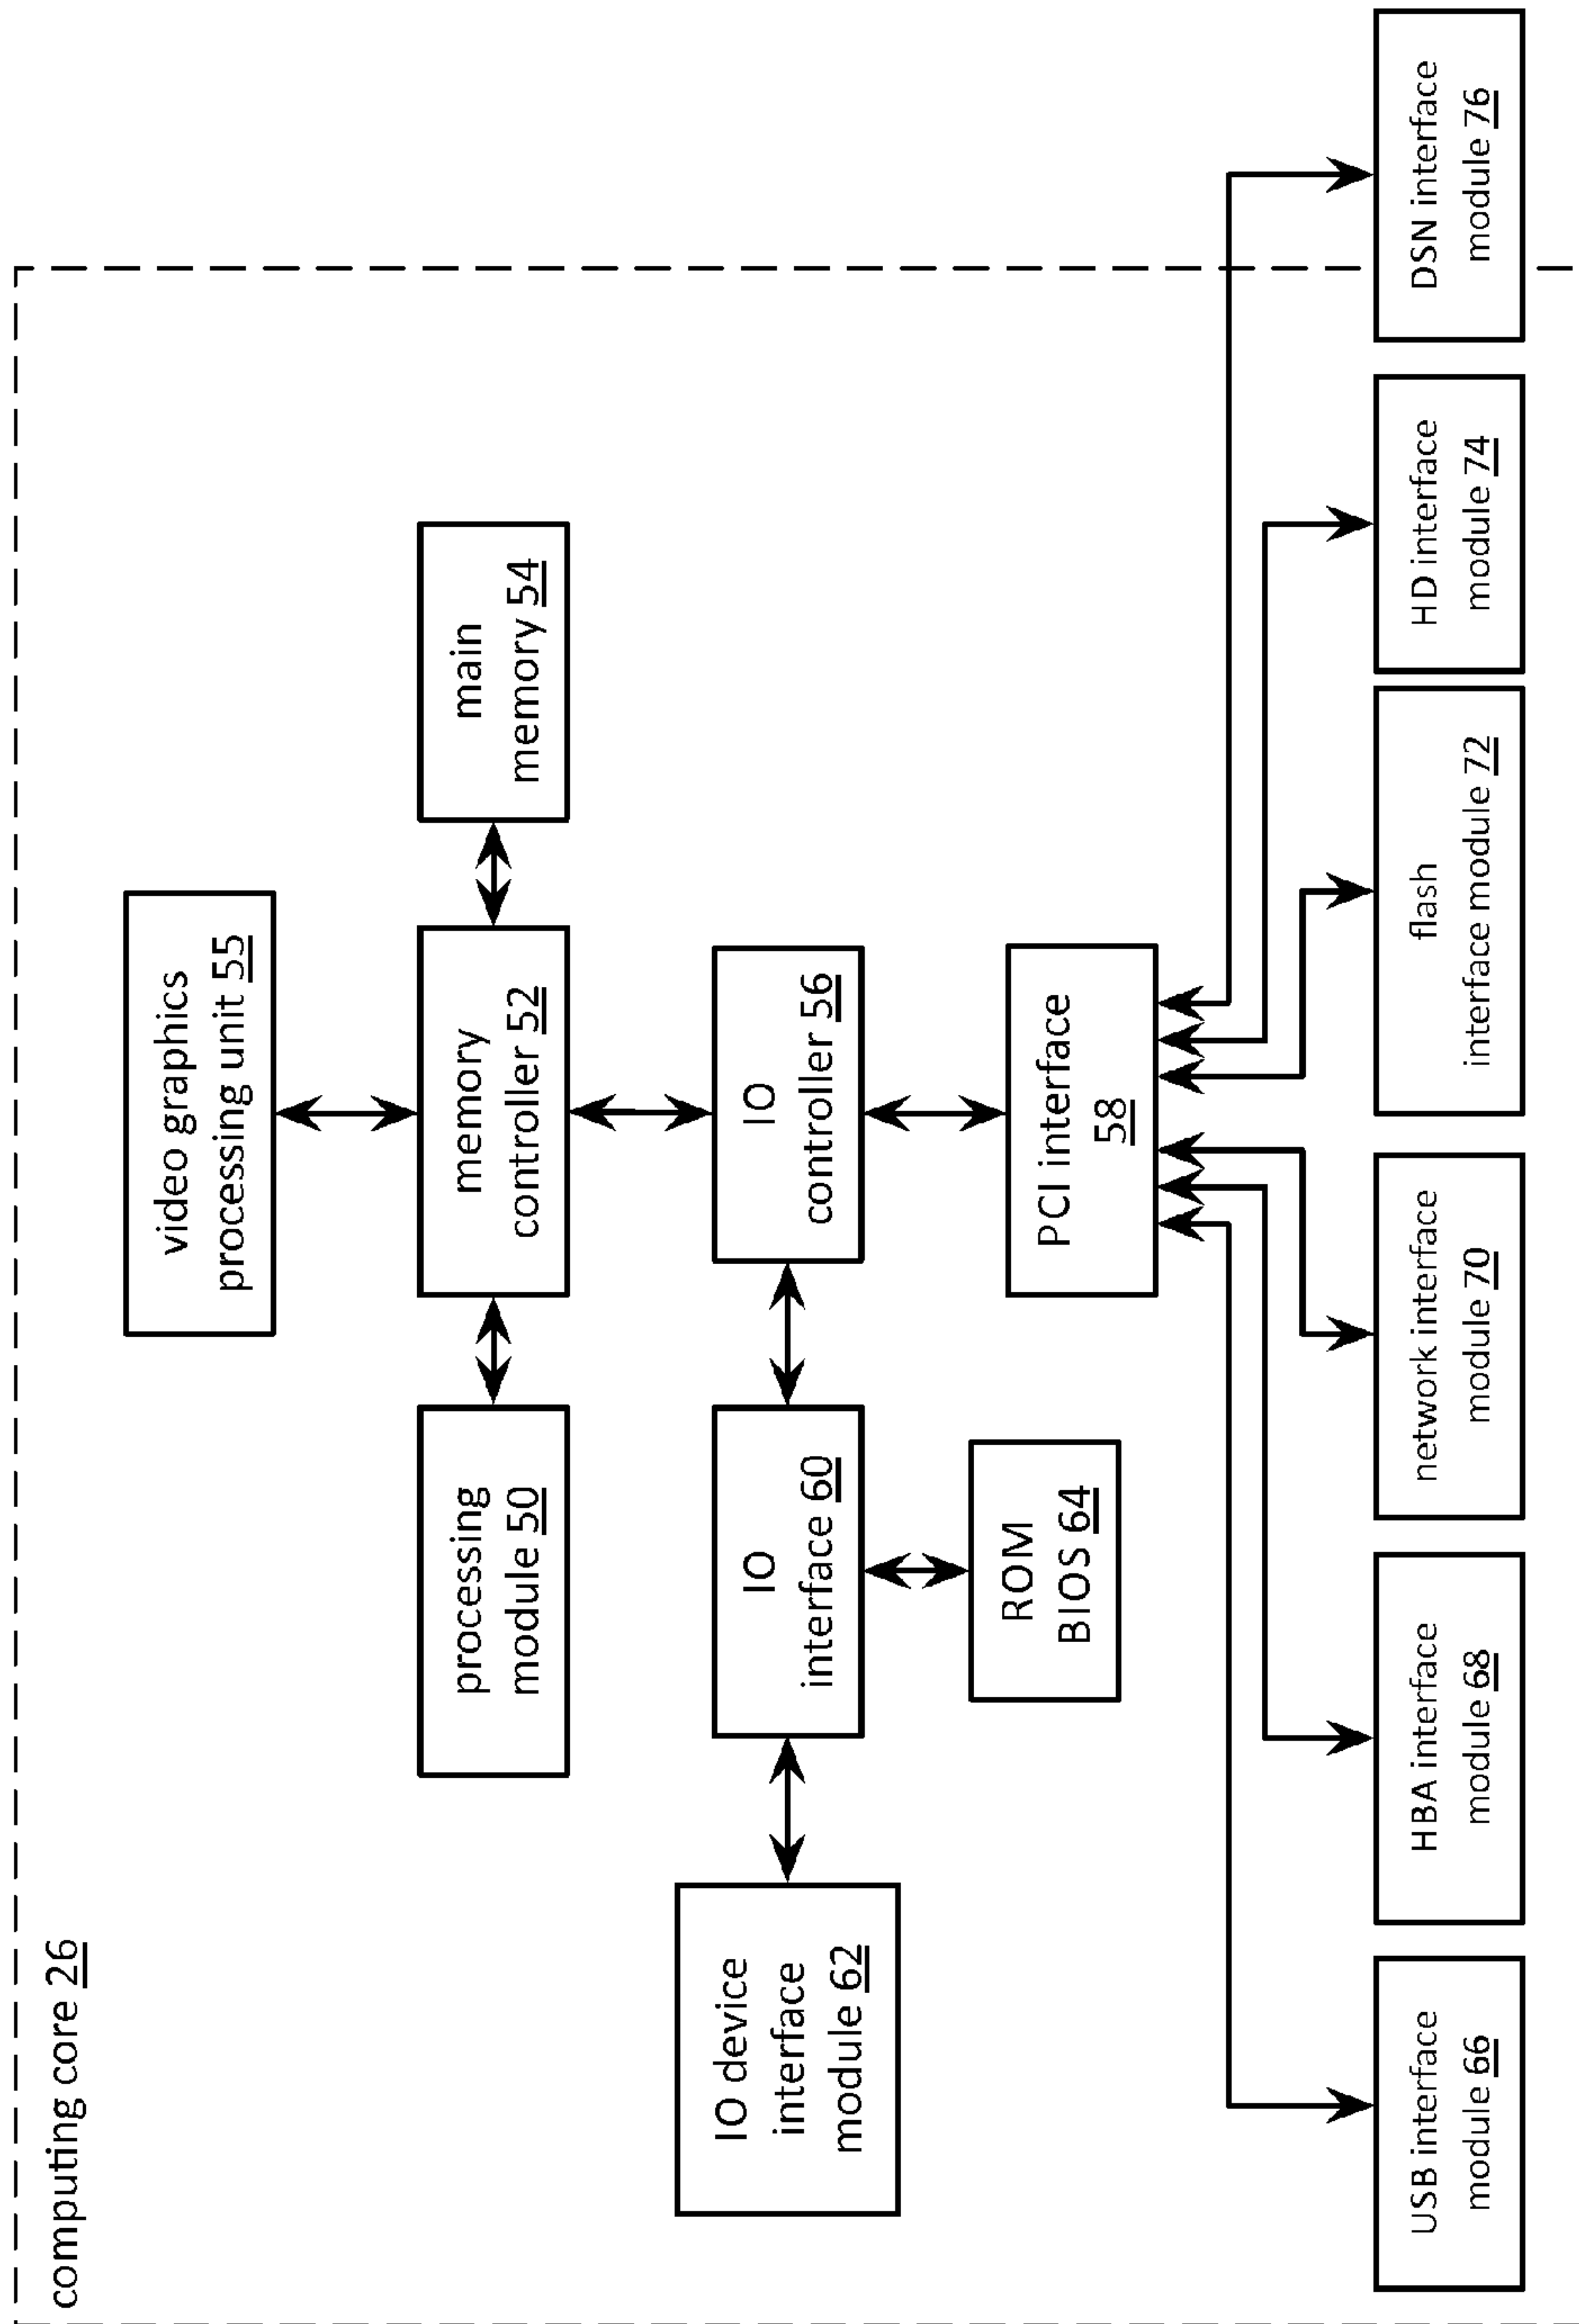 computing core 26
video graphics
processing unit 55
processing
module 50
memory
controller 52
main
memory 54
IO device
interface
module 62
IO
interface 60
IO
controller 56
ROM
BIOS 64
PCI interface
58
USB interface
module 66
HBA interface
module 68
network interface
module 70
flash
interface module 72
HD interface
module 74
DSN interface
module 76